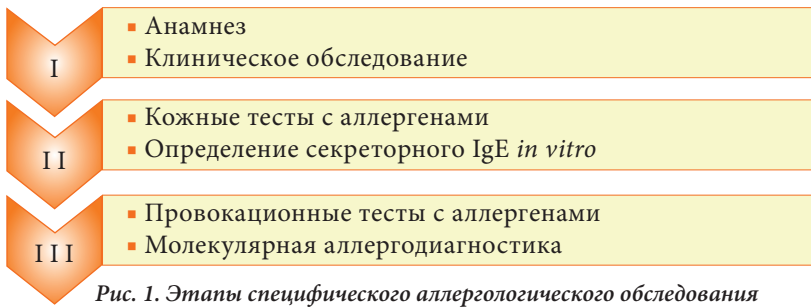 I
▪ Анамнез
▪ Клиническое обследование
II
▪ Кожные тесты с аллергенами
▪ Определение секреторного IgE in vitro
III
▪ Провокационные тесты с аллергенами
▪ Молекулярная аллергодиагностика
Рис. 1. Этапы специфического аллергологического обследования